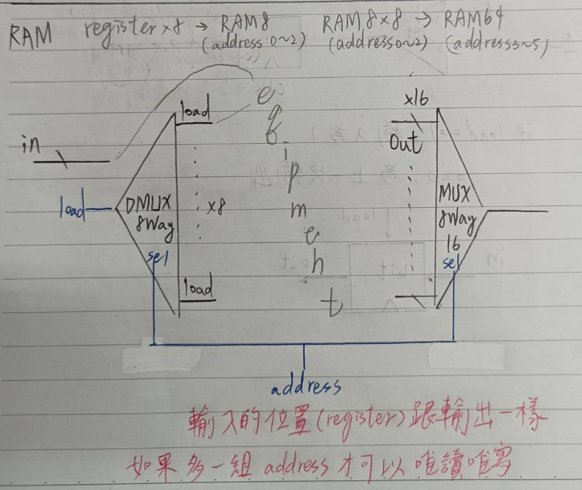 RAM register×8 → RAM8 RAM8×8 → RAM64
(address 0~2) (address0~2) (address3~5)
in
load
load
DMUX
8Way
sel
×8
load
e
q
i
p
m
e
h
t
×16
out
MUX
8Way
16
sel
address
輸入的位置(register)跟輸出一樣
如果多一組 address 才可以唯讀唯寫